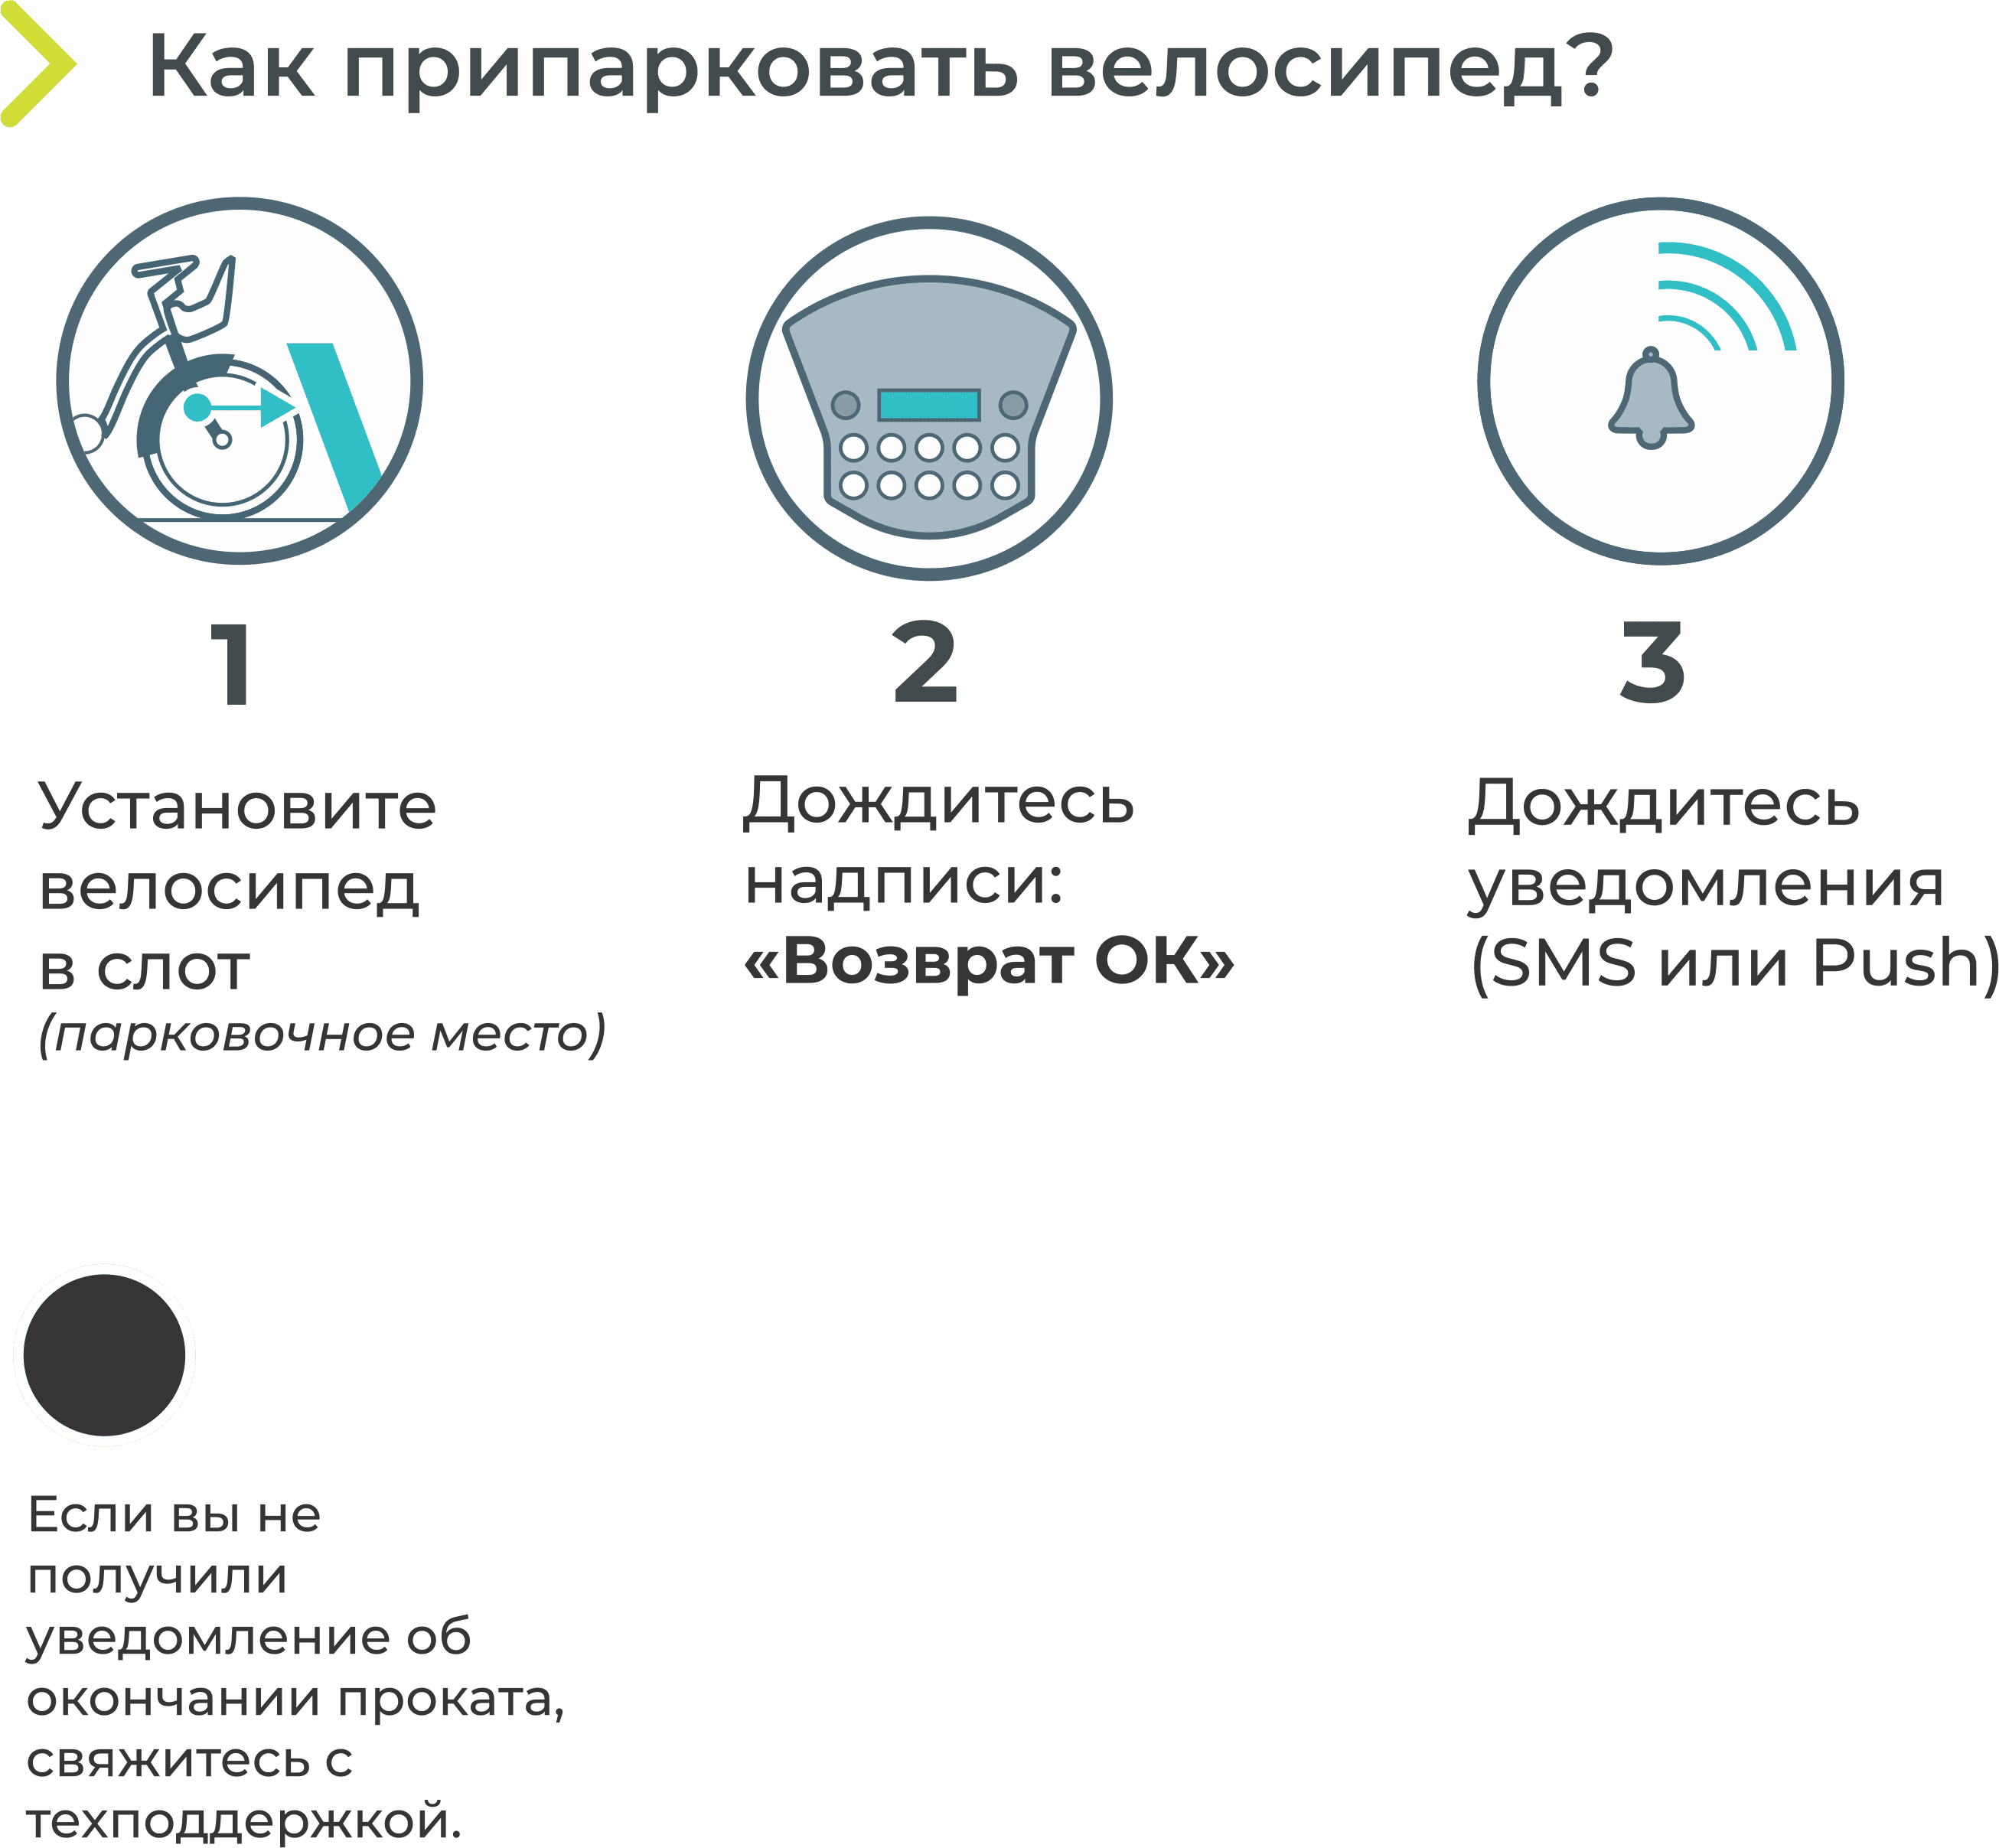 Как припарковать велосипед?
1
Установите
велосипед
в слот
(парковочное место)
2
Дождитесь
надписи:
«Возврат ОК»
3
Дождитесь
уведомления
(SMS или Push)
Если вы не
получили
уведомление об
окончании проката,
свяжитесь с
техподдержкой.